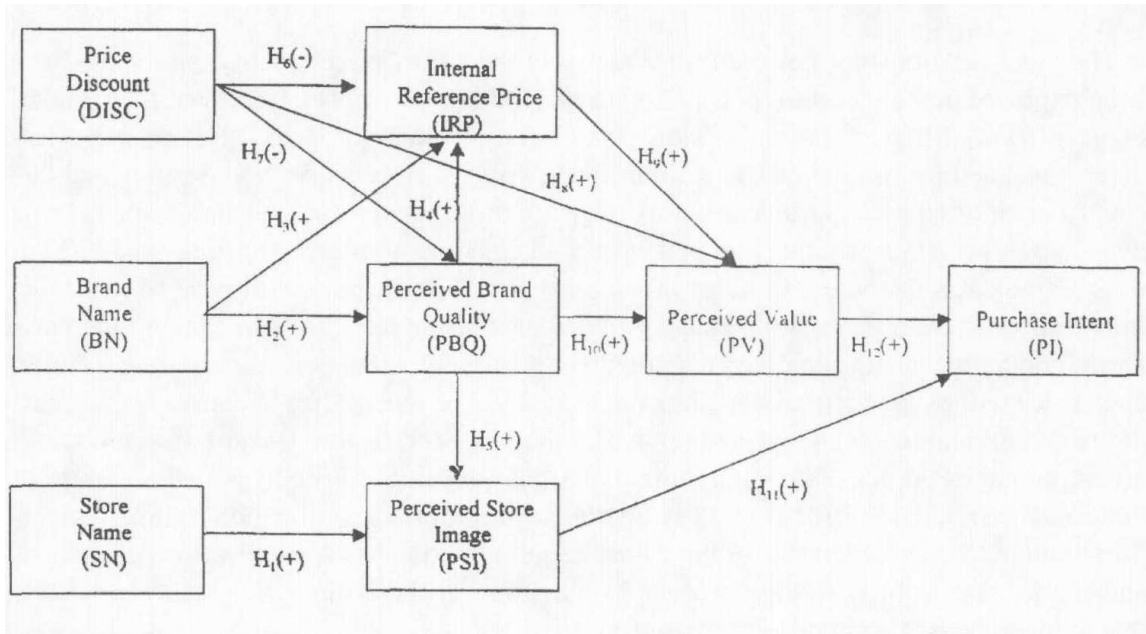 Price
Discount
(DISC)
H₆(-)
Internal
Reference Price
(IRP)
H₇(-)
H₉(+)
H₈(+)
H₃(+
H₄(+
Brand
Name
(BN)
H₂(+)
Perceived Brand
Quality
(PBQ)
H₁₀(+)
Perceived Value
(PV)
H₁₂(+)
Purchase Intent
(PI)
H₅(+)
H₁₁(+)
Store
Name
(SN)
H₁(+)
Perceived Store
Image
(PSI)